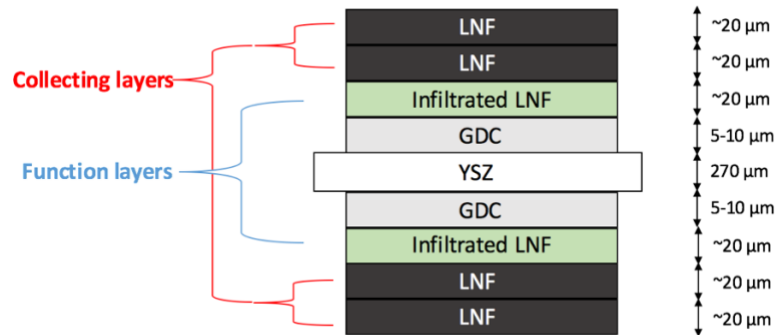 LNF
~20 µm
LNF
~20 µm
Collecting layers
Infiltrated LNF
~20 µm
GDC
5-10 µm
Function layers
YSZ
270 µm
GDC
5-10 µm
Infiltrated LNF
~20 µm
LNF
~20 µm
LNF
~20 µm